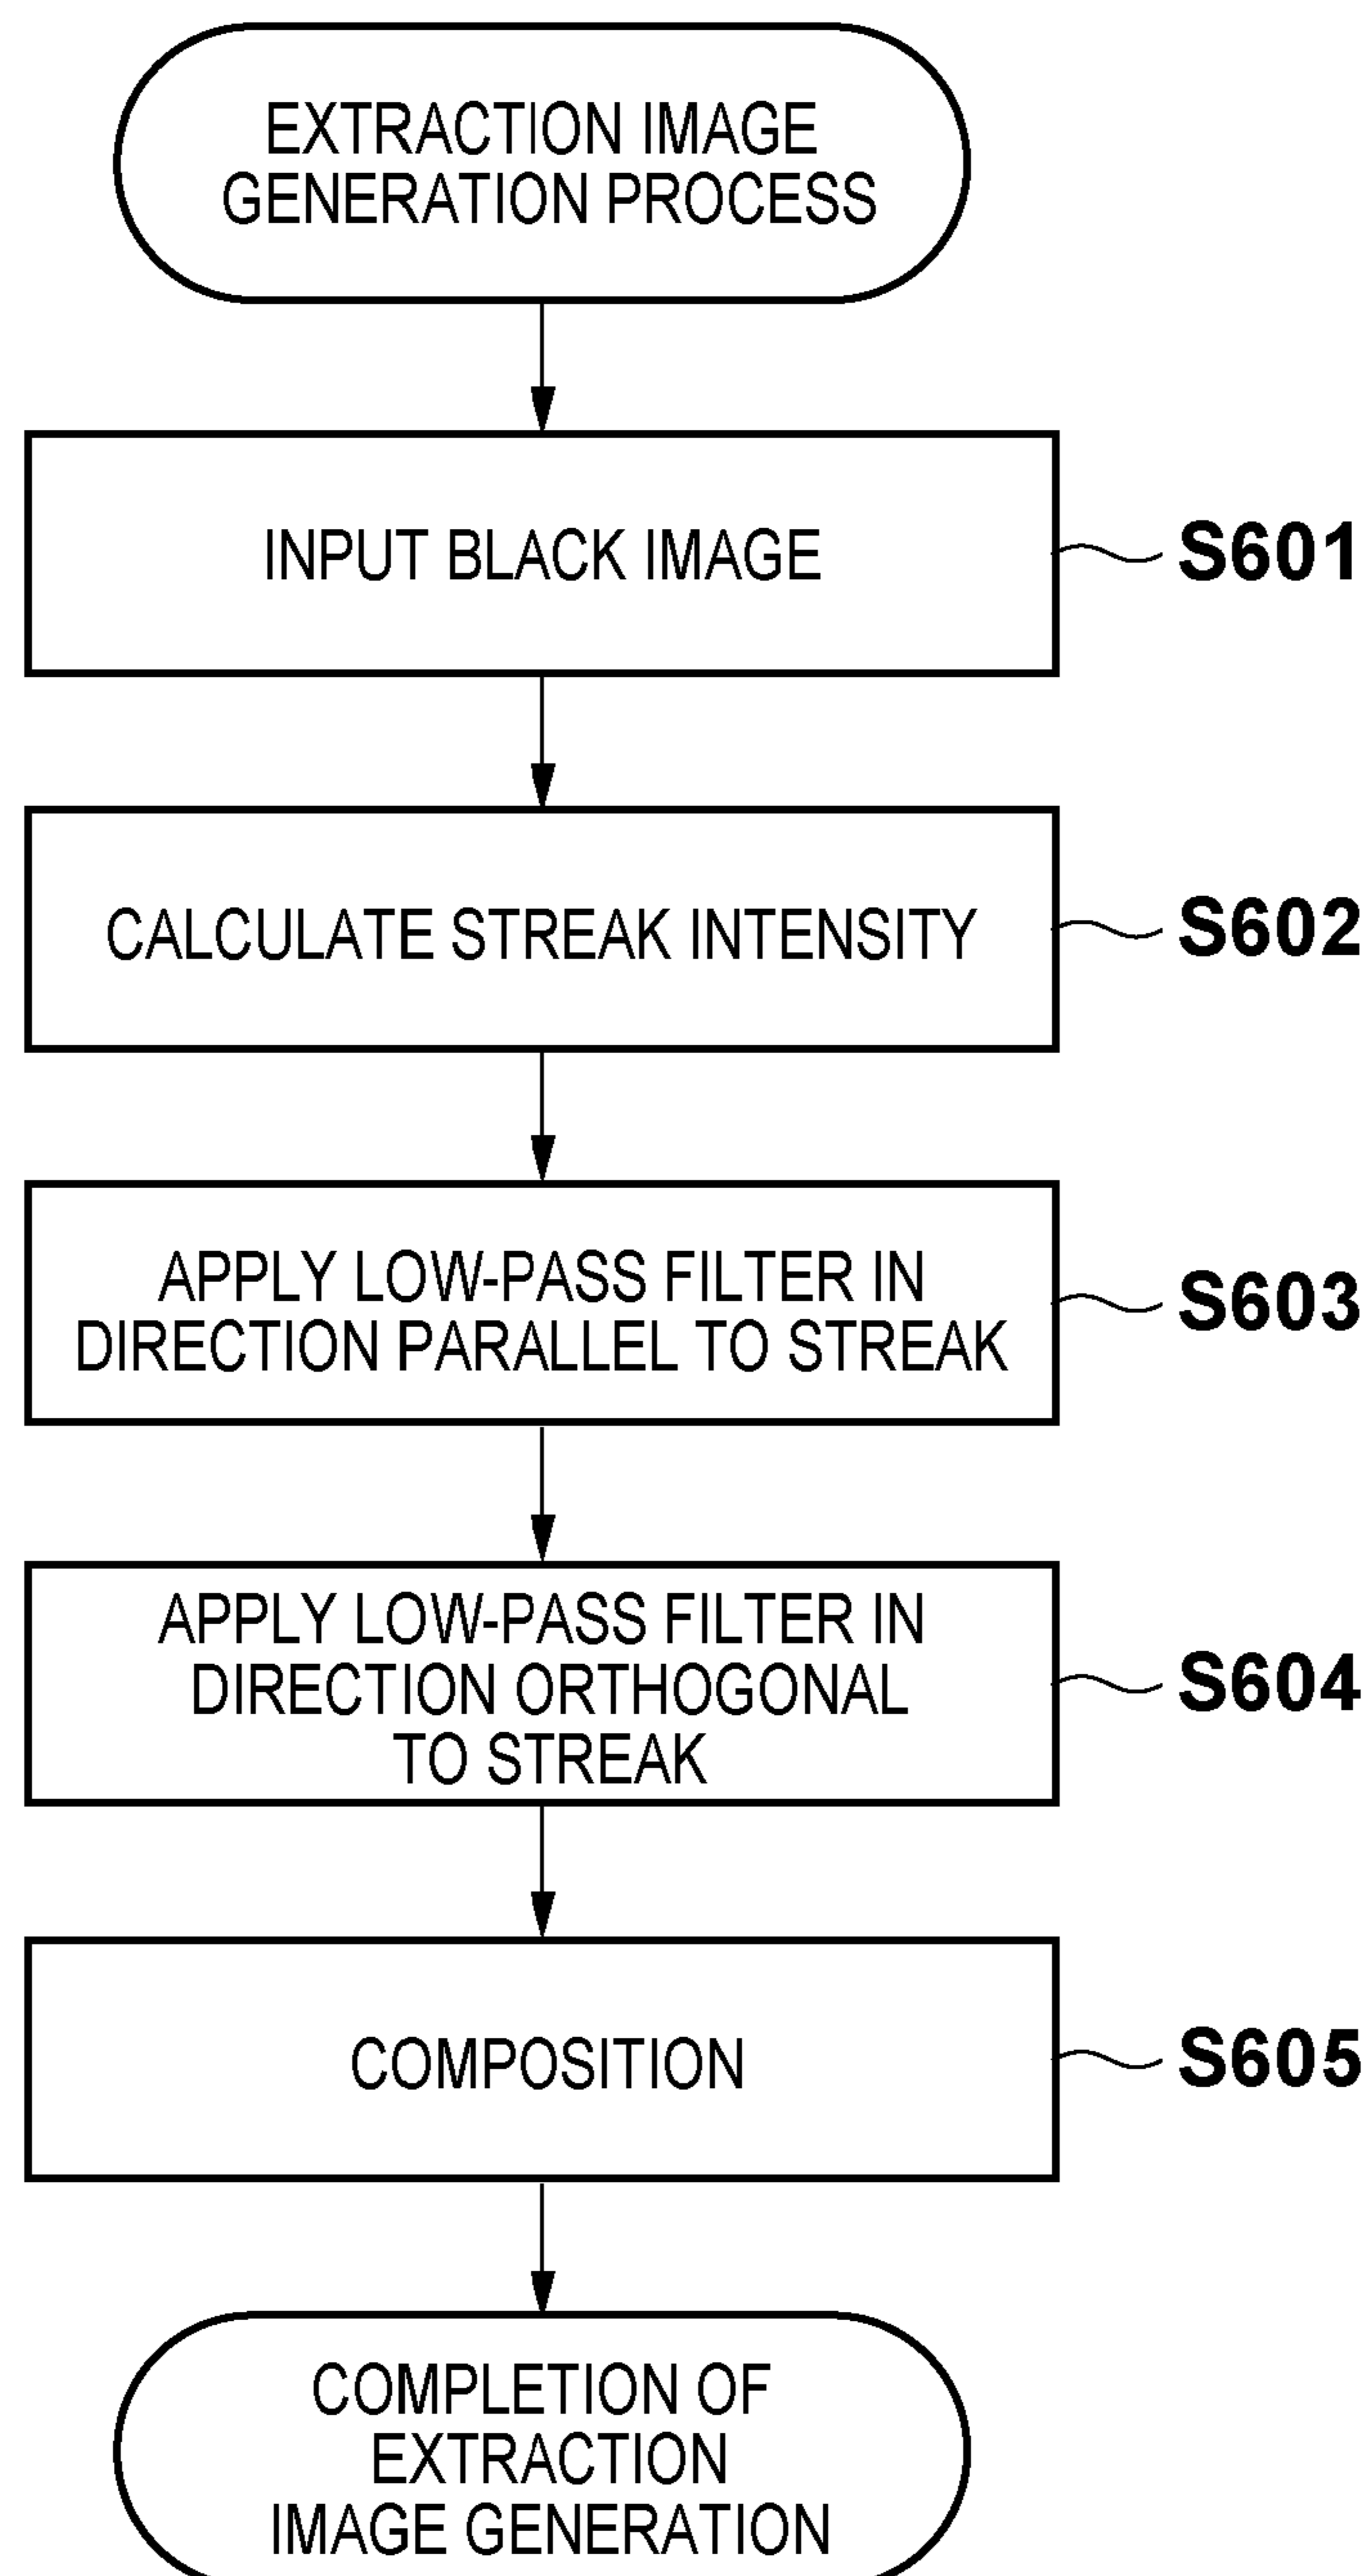 EXTRACTION IMAGE
GENERATION PROCESS
INPUT BLACK IMAGE
S601
CALCULATE STREAK INTENSITY
S602
APPLY LOW-PASS FILTER IN
DIRECTION PARALLEL TO STREAK
S603
APPLY LOW-PASS FILTER IN
DIRECTION ORTHOGONAL
TO STREAK
S604
COMPOSITION
S605
COMPLETION OF
EXTRACTION
IMAGE GENERATION